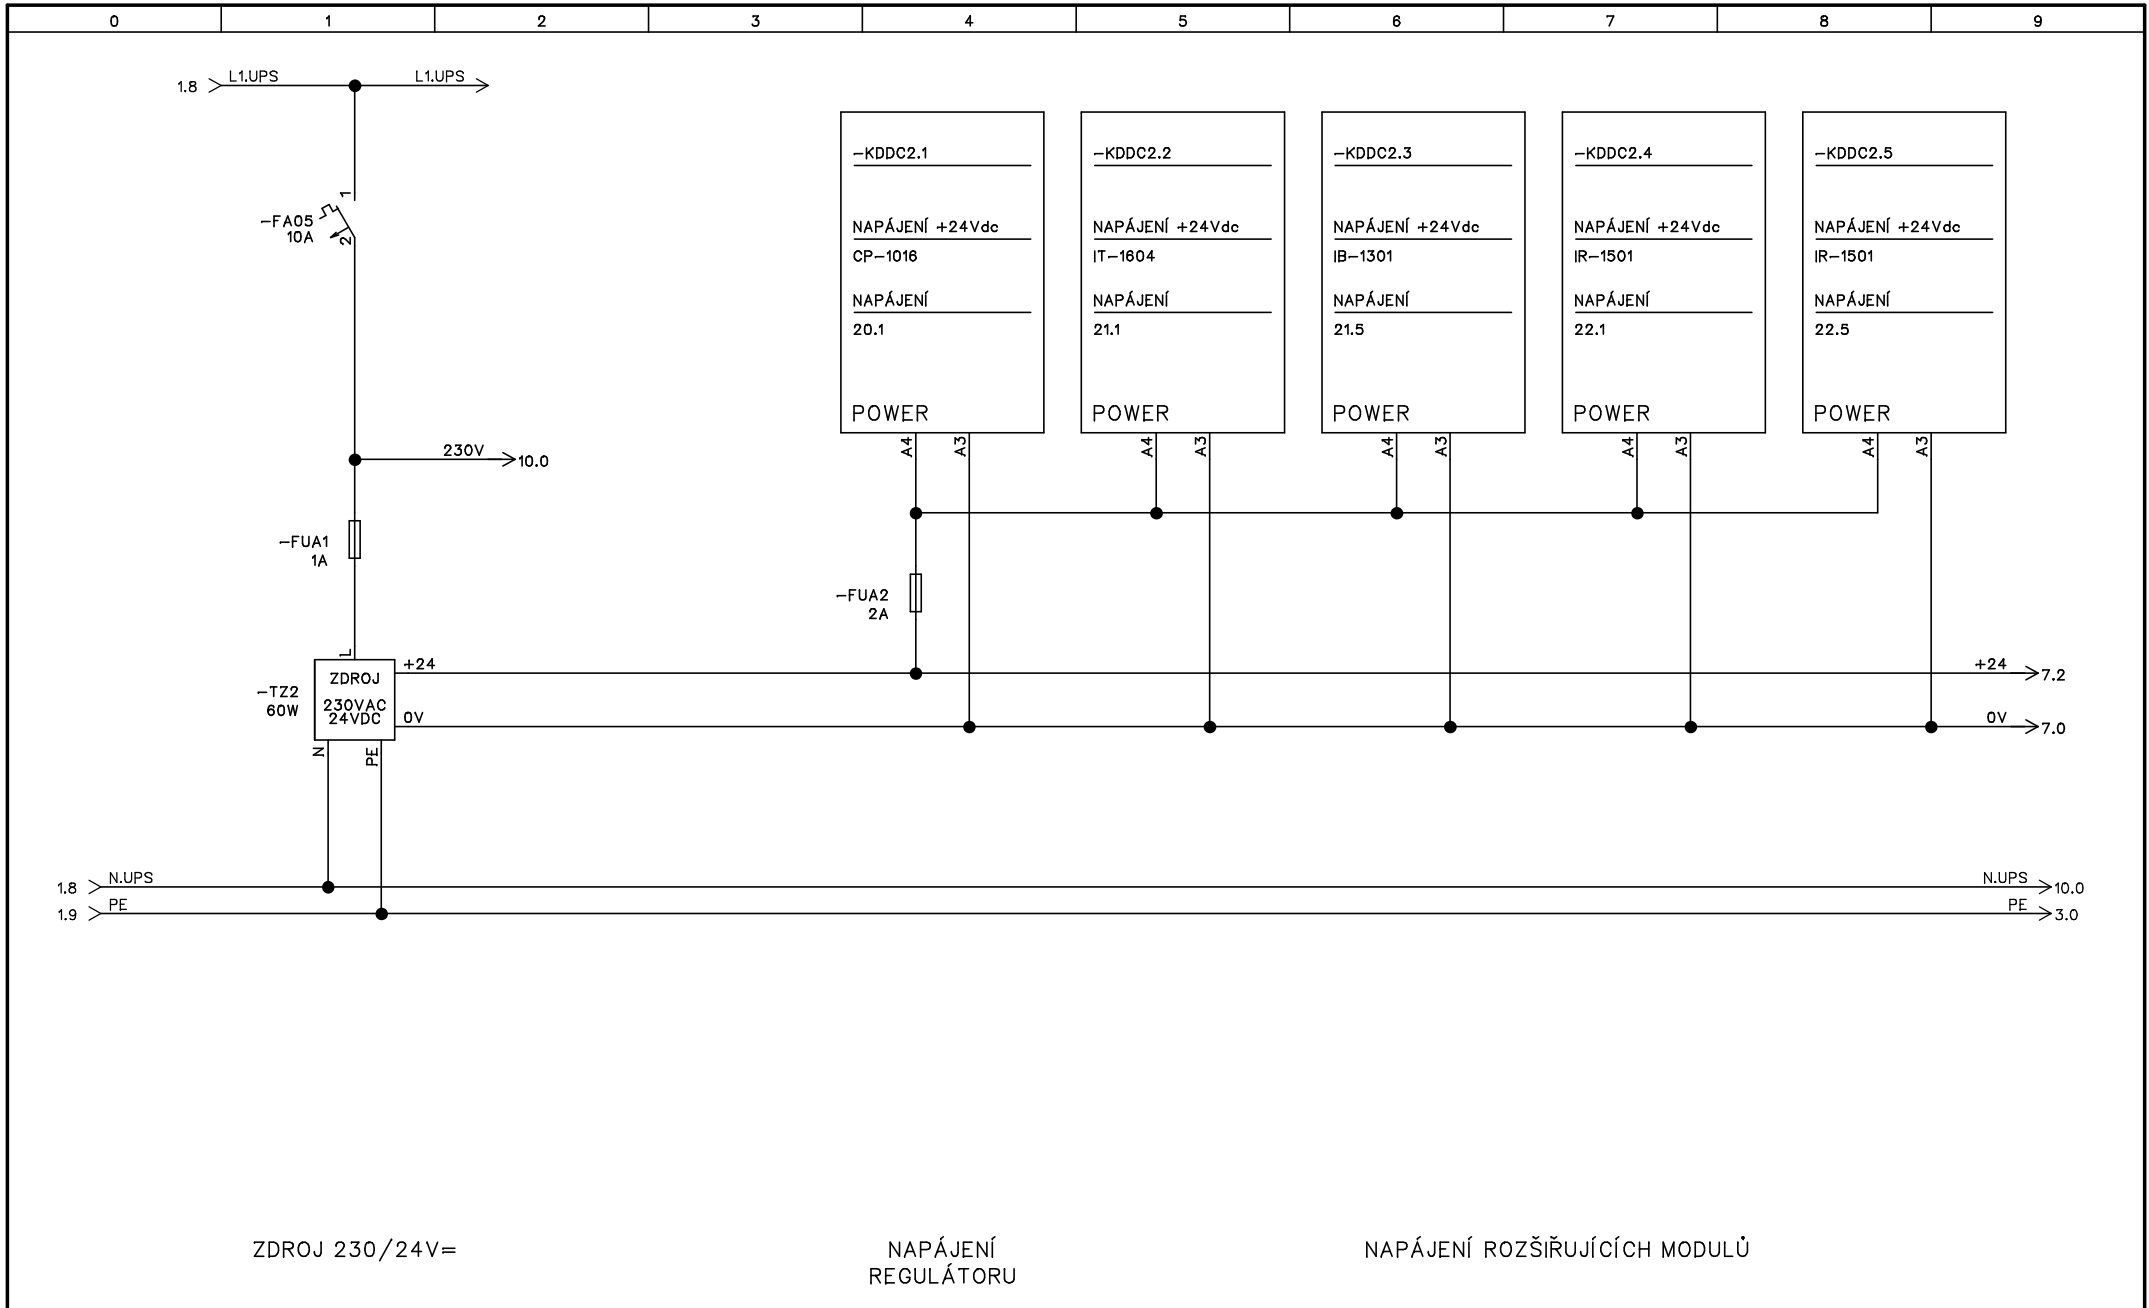 0 1 2 3 4 5 6 7 8 9
1.8 L1.UPS L1.UPS
-KDDC2.1 -KDDC2.2 -KDDC2.3 -KDDC2.4 -KDDC2.5
1
-FA05
10A
2
NAPÁJENÍ +24Vdc NAPÁJENÍ +24Vdc NAPÁJENÍ +24Vdc NAPÁJENÍ +24Vdc NAPÁJENÍ +24Vdc
CP-1016 IT-1604 IB-1301 IR-1501 IR-1501
NAPÁJENÍ NAPÁJENÍ NAPÁJENÍ NAPÁJENÍ NAPÁJENÍ
20.1 21.1 21.5 22.1 22.5
POWER POWER POWER POWER POWER
A4 A3 A4 A3 A4 A3 A4 A3 A4 A3
230V 10.0
-FUA1
1A
-FUA2
2A
L
+24 +24 7.2
-TZ2
60W
ZDROJ
230VAC
24VDC
0V 0V 7.0
N PE
1.8 N.UPS N.UPS 10.0
1.9 PE PE 3.0
ZDROJ 230/24V=
NAPÁJENÍ
REGULÁTORU
NAPÁJENÍ ROZŠIŘUJÍCÍCH MODULŮ